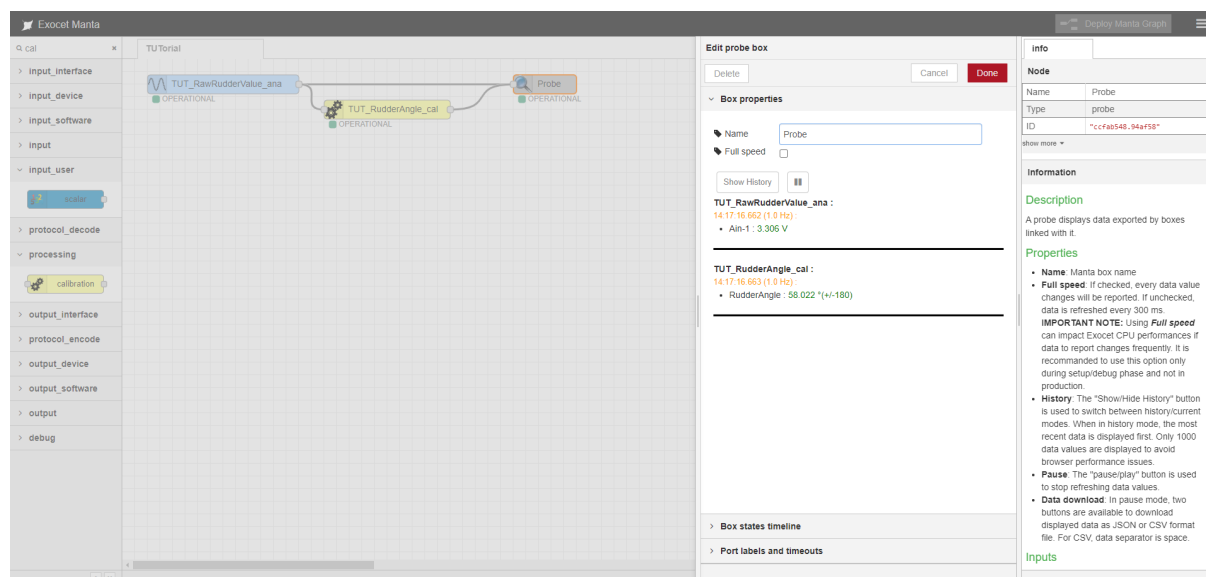 Exocet Manta
Deploy Manta Graph
cal
input_interface
input_device
input_software
input
input_user
scalar
protocol_decode
processing
calibration
output_interface
protocol_encode
output_device
output_software
output
debug
TUTorial
TUT_RawRudderValue_ana
OPERATIONAL
TUT_RudderAngle_cal
OPERATIONAL
Probe
OPERATIONAL
Edit probe box
Delete
Cancel
Done
Box properties
Name
Probe
Full speed
Show History
TUT_RawRudderValue_ana :
14:17:16.662 (1.0 Hz) :
• Ain-1 : 3.306 V
TUT_RudderAngle_cal :
14:17:16.663 (1.0 Hz) :
• RudderAngle : 58.022 °(+/-180)
Box states timeline
Port labels and timeouts
info
Node
Name Probe
Type probe
ID "ccfab548.94af58"
show more
Information
Description
A probe displays data exported by boxes
linked with it.
Properties
• Name: Manta box name
• Full speed: If checked, every data value
changes will be reported. If unchecked,
data is refreshed every 300 ms.
IMPORTANT NOTE: Using Full speed
can impact Exocet CPU performances if
data to report changes frequently. It is
recommanded to use this option only
during setup/debug phase and not in
production.
• History: The "Show/Hide History" button
is used to switch between history/current
modes. When in history mode, the most
recent data is displayed first. Only 1000
data values are displayed to avoid
browser performance issues.
• Pause: The "pause/play" button is used
to stop refreshing data values.
• Data download: In pause mode, two
buttons are available to download
displayed data as JSON or CSV format
file. For CSV, data separator is space.
Inputs